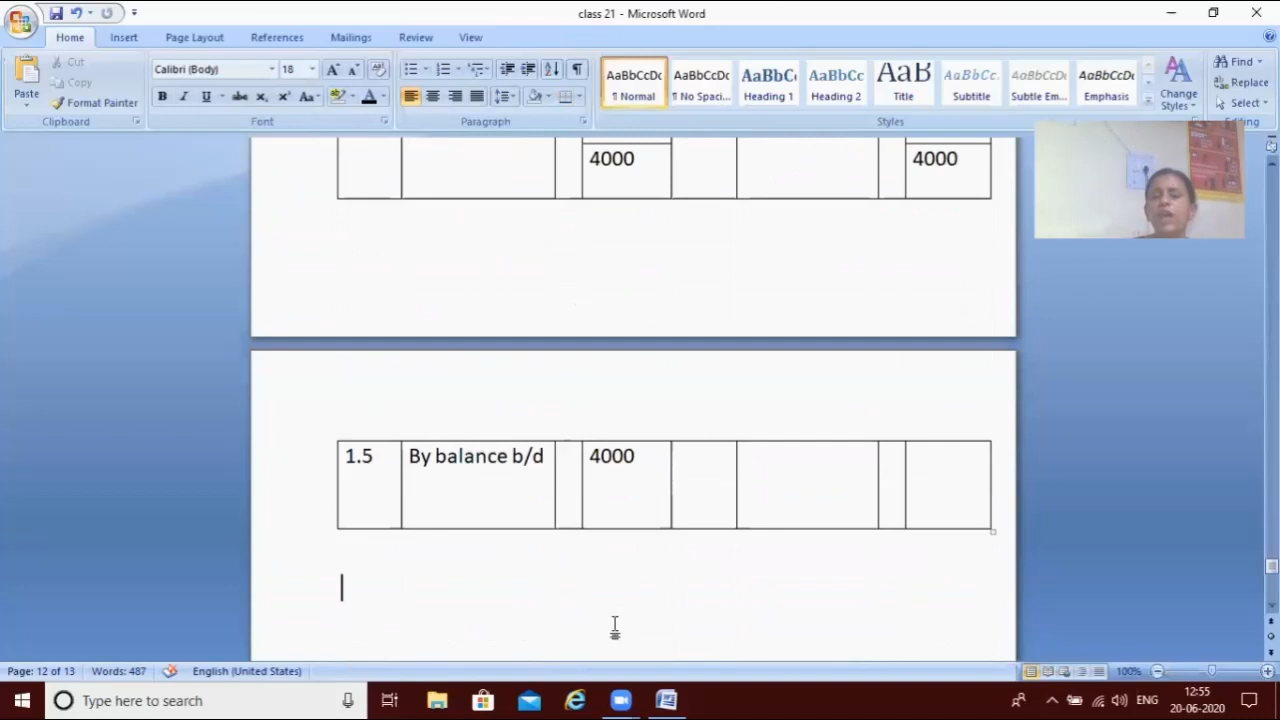 class 21 - Microsoft Word
Home Insert Page Layout References Mailings Review View
Paste
Cut
Copy
Format Painter
Clipboard
Calibri (Body) 18
Font
Paragraph
AaBbCcDc AaBbCcDc AaBbC AaBbCc AaB AaBbCc. AaBbCcDc AaBbCcDc
¶ Normal ¶ No Spaci... Heading 1 Heading 2 Title Subtitle Subtle Em... Emphasis
Change Styles
Styles
Find
Replace
Select
Editing
4000 4000
1.5 By balance b/d 4000
Page: 12 of 13 Words: 487 English (United States) 100%
Type here to search
ENG
12:55
20-06-2020